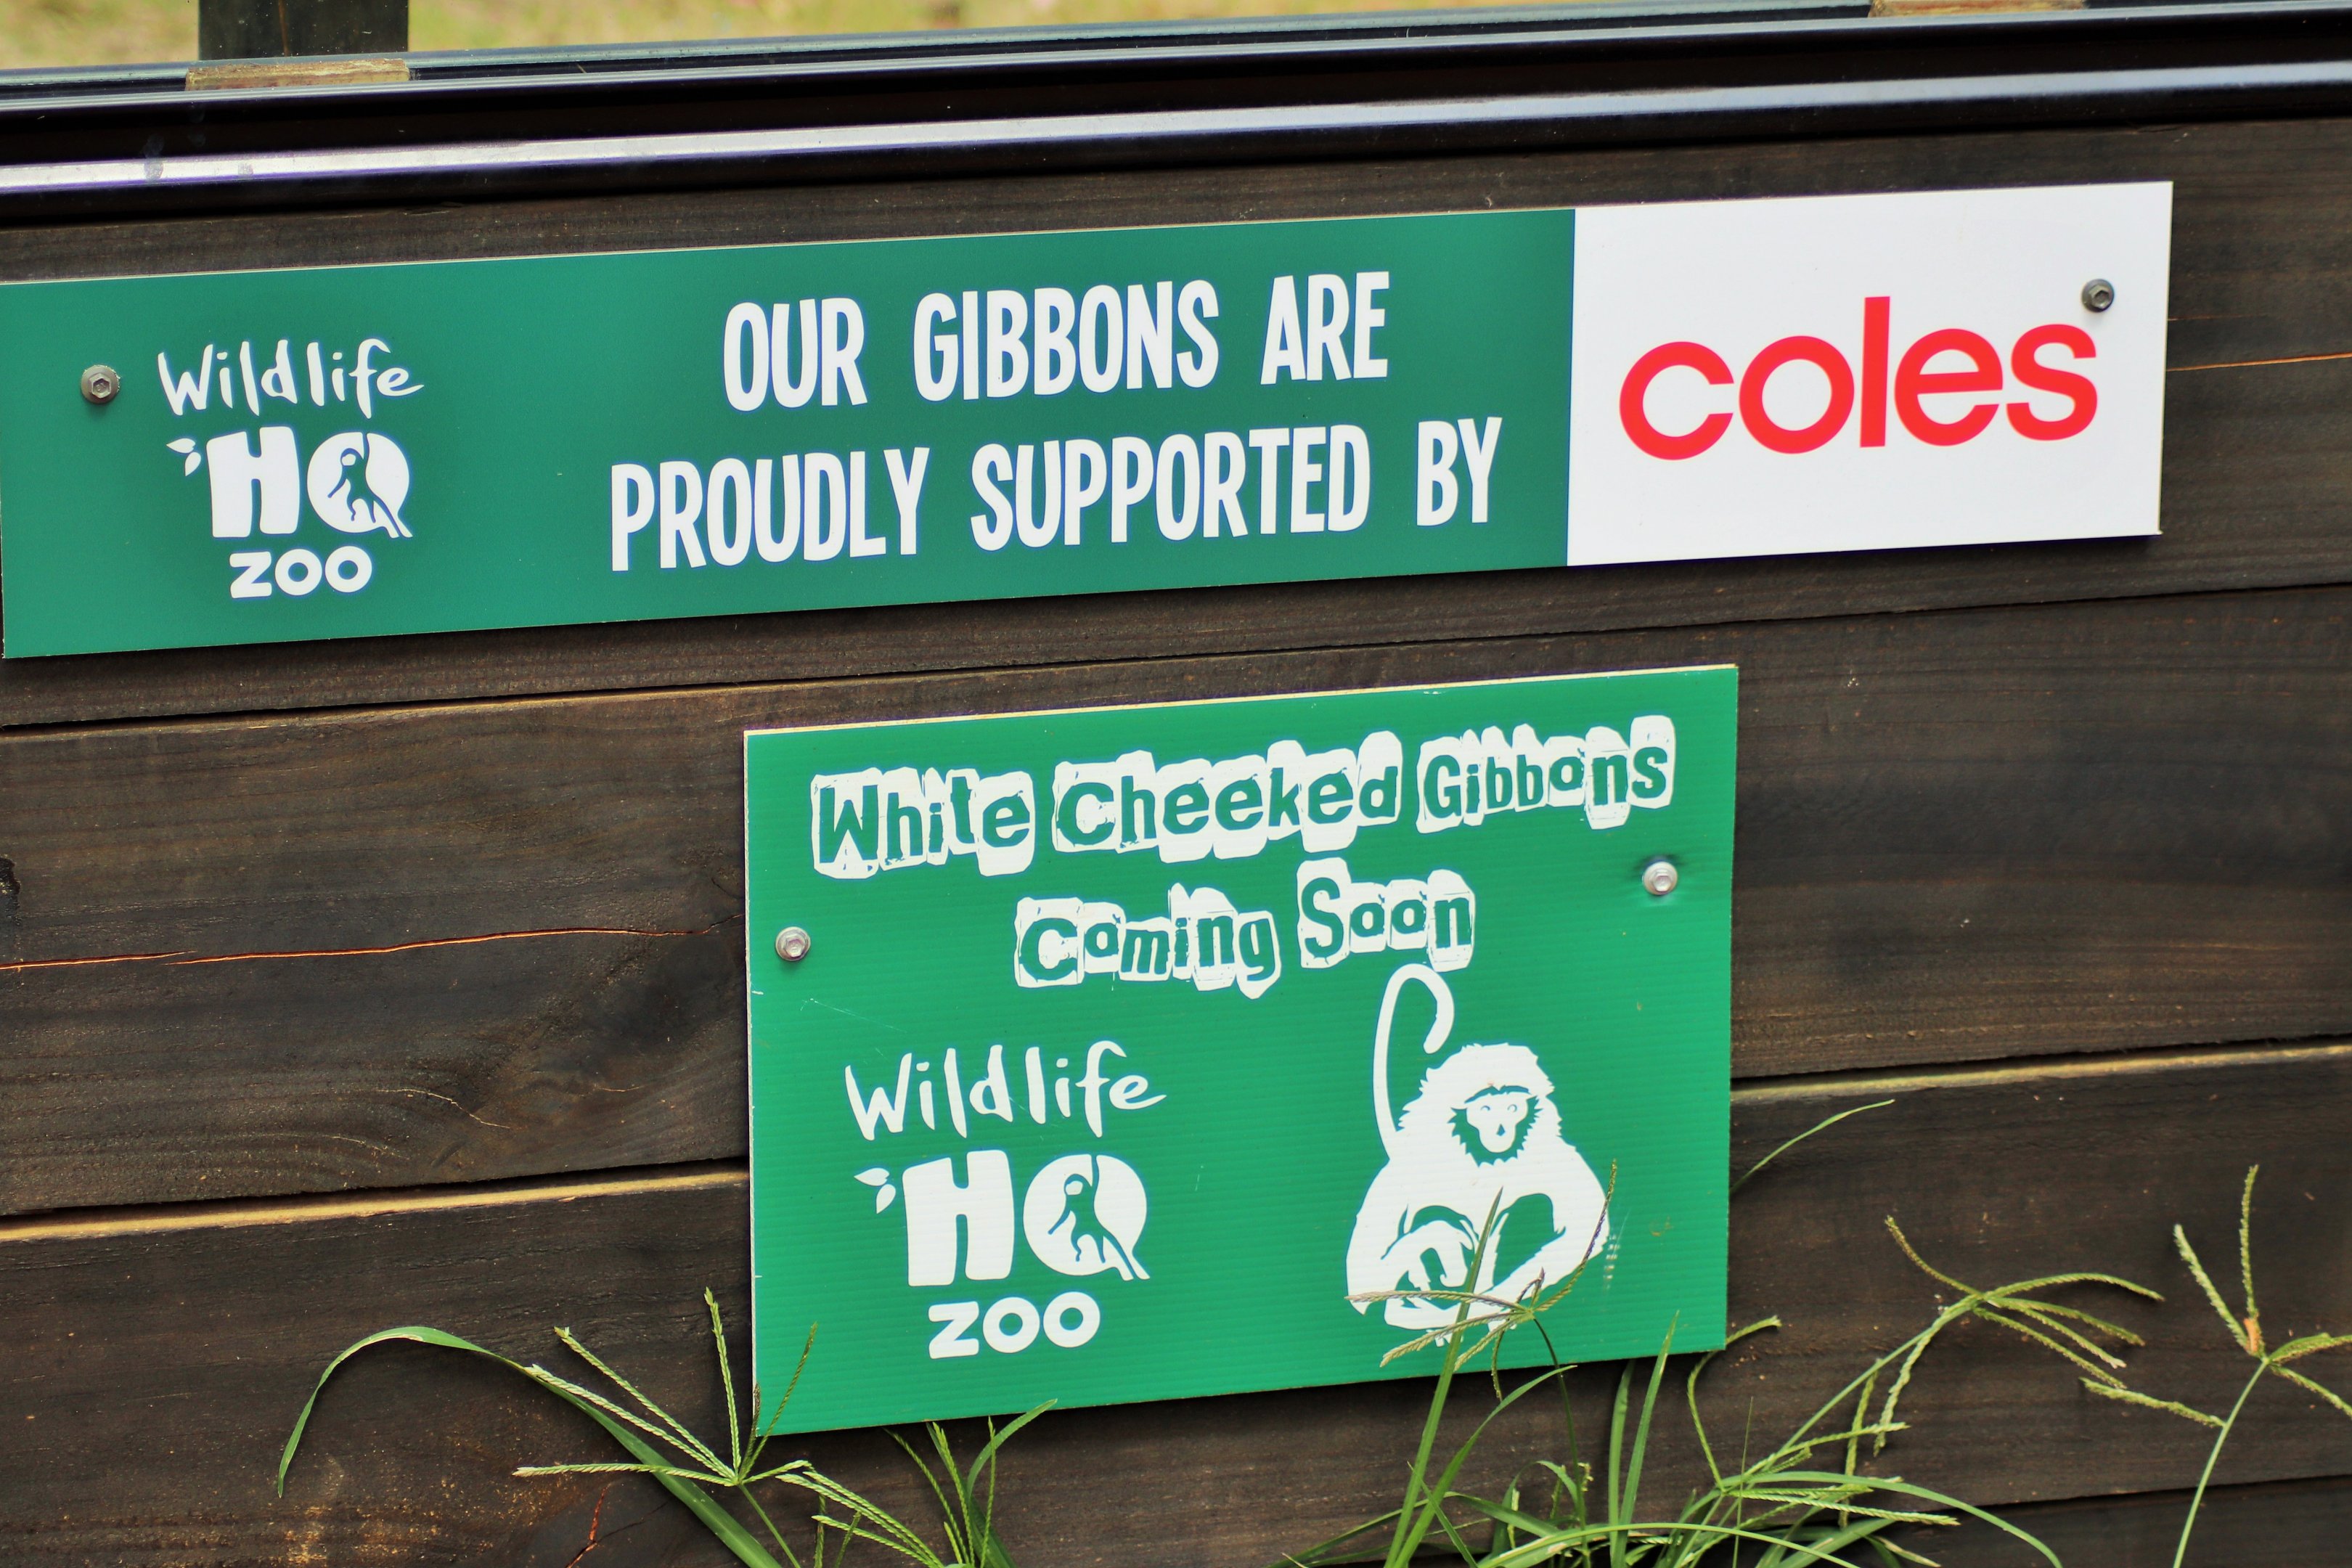 Wildlife
HQ
ZOO
OUR GIBBONS ARE
PROUDLY SUPPORTED BY
coles
White Cheeked Gibbons
Coming Soon
Wildlife
HQ
ZOO